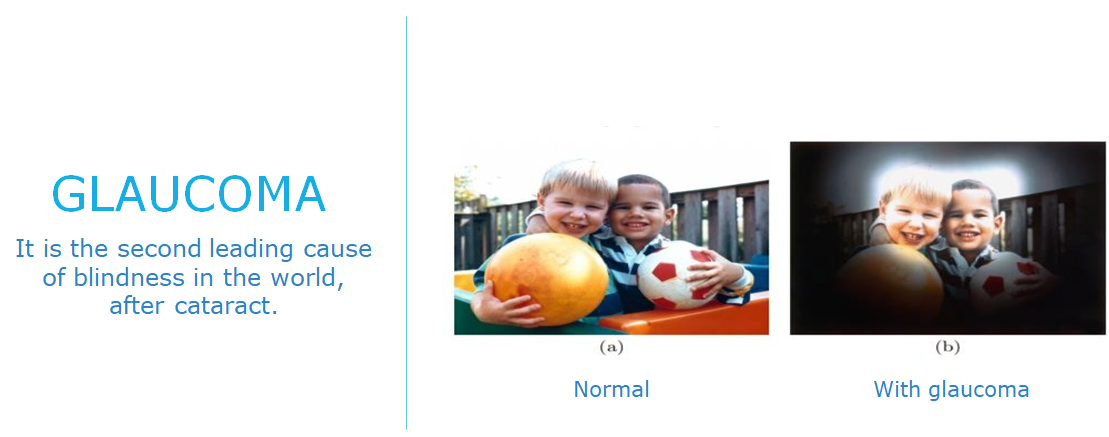 GLAUCOMA
It is the second leading cause
of blindness in the world,
after cataract.
(a)
(b)
Normal
With glaucoma